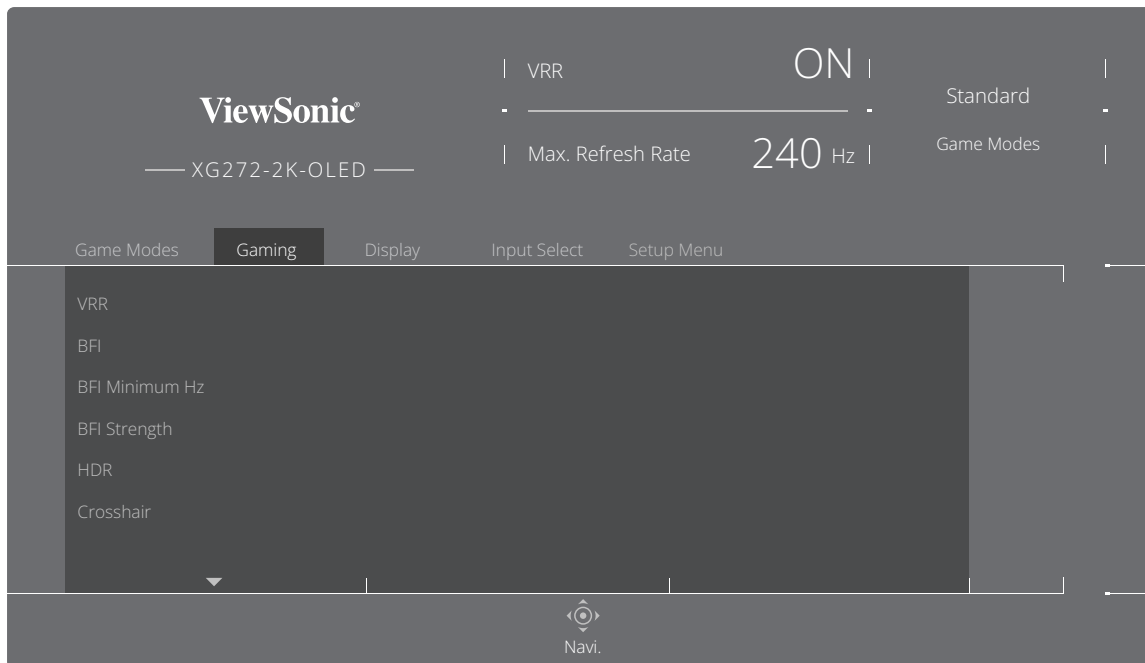 ViewSonic®
XG272-2K-OLED
VRR ON
Max. Refresh Rate 240 Hz
Standard
Game Modes
Game Modes Gaming Display Input Select Setup Menu
VRR
BFI
BFI Minimum Hz
BFI Strength
HDR
Crosshair
Navi.